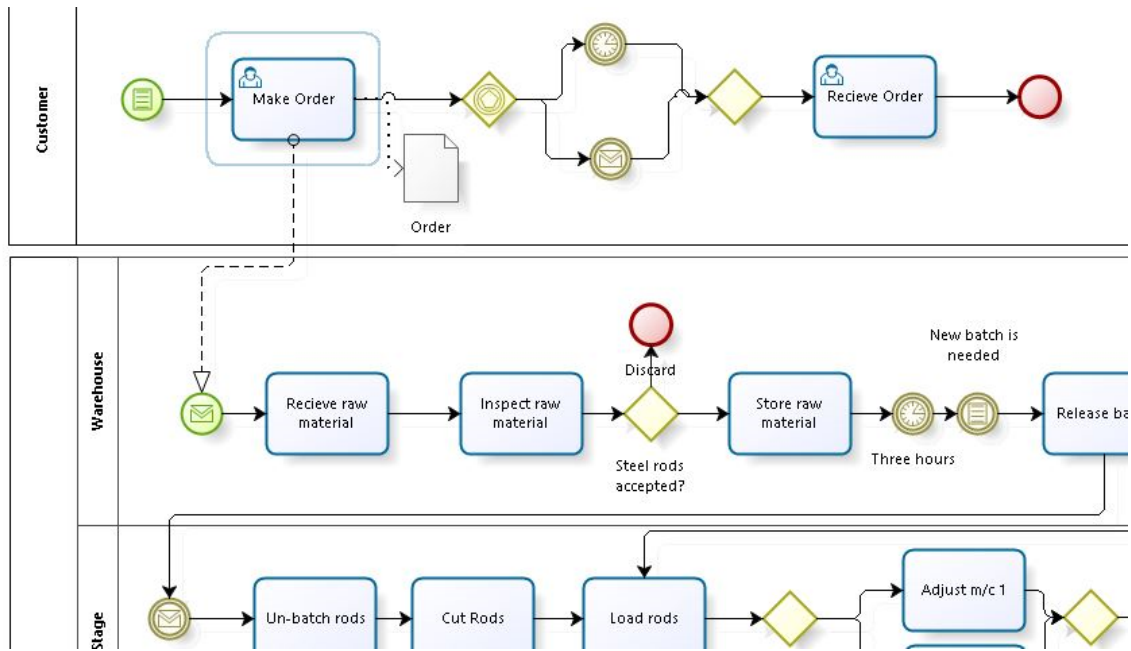 Customer
Make Order
Recieve Order
Order
Warehouse
New batch is
needed
Discard
Recieve raw
material
Inspect raw
material
Store raw
material
Release ba
Steel rods
accepted?
Three hours
Stage
Un-batch rods
Cut Rods
Load rods
Adjust m/c 1